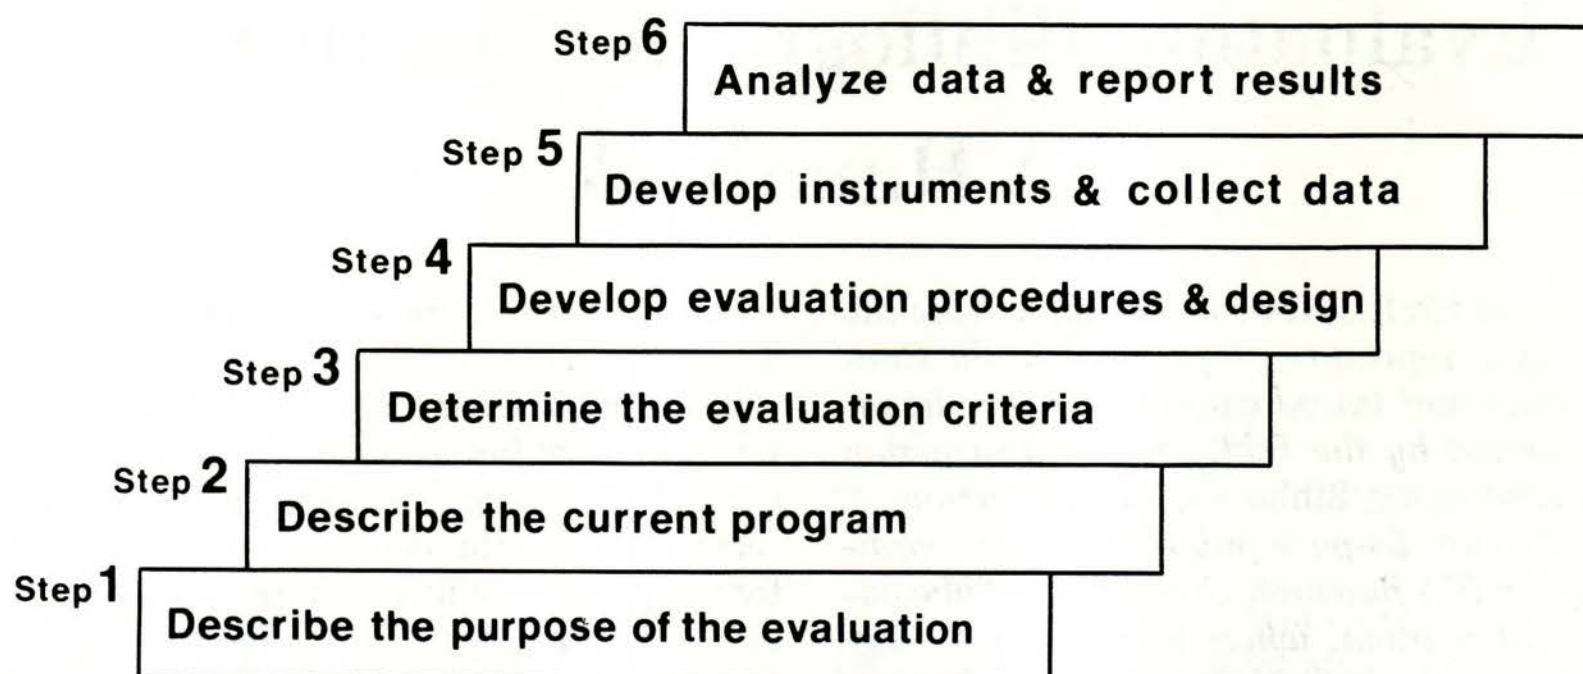 Step 6
Analyze data & report results
Step 5
Develop instruments & collect data
Step 4
Develop evaluation procedures & design
Step 3
Determine the evaluation criteria
Step 2
Describe the current program
Step 1
Describe the purpose of the evaluation